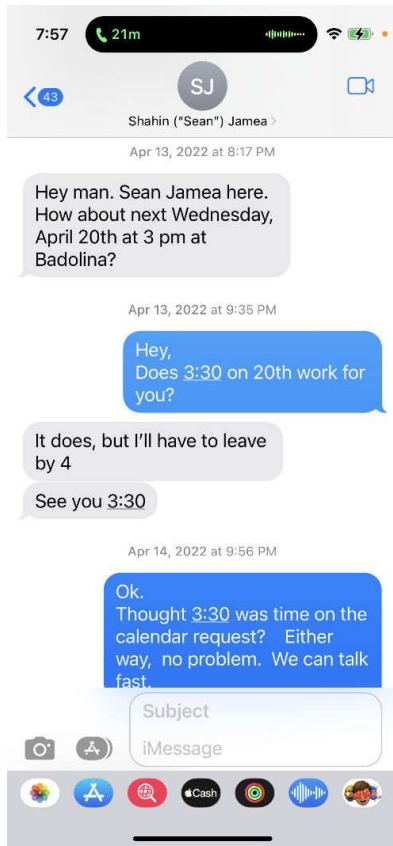 7:57
21m
43
SJ
Shahin ("Sean") Jamea
Apr 13, 2022 at 8:17 PM
Hey man. Sean Jamea here.
How about next Wednesday,
April 20th at 3 pm at
Badolina?
Apr 13, 2022 at 9:35 PM
Hey,
Does 3:30 on 20th work for
you?
It does, but I'll have to leave
by 4
See you 3:30
Apr 14, 2022 at 9:56 PM
Ok.
Thought 3:30 was time on the
calendar request? Either
way, no problem. We can talk
fast.
Subject
iMessage
Cash